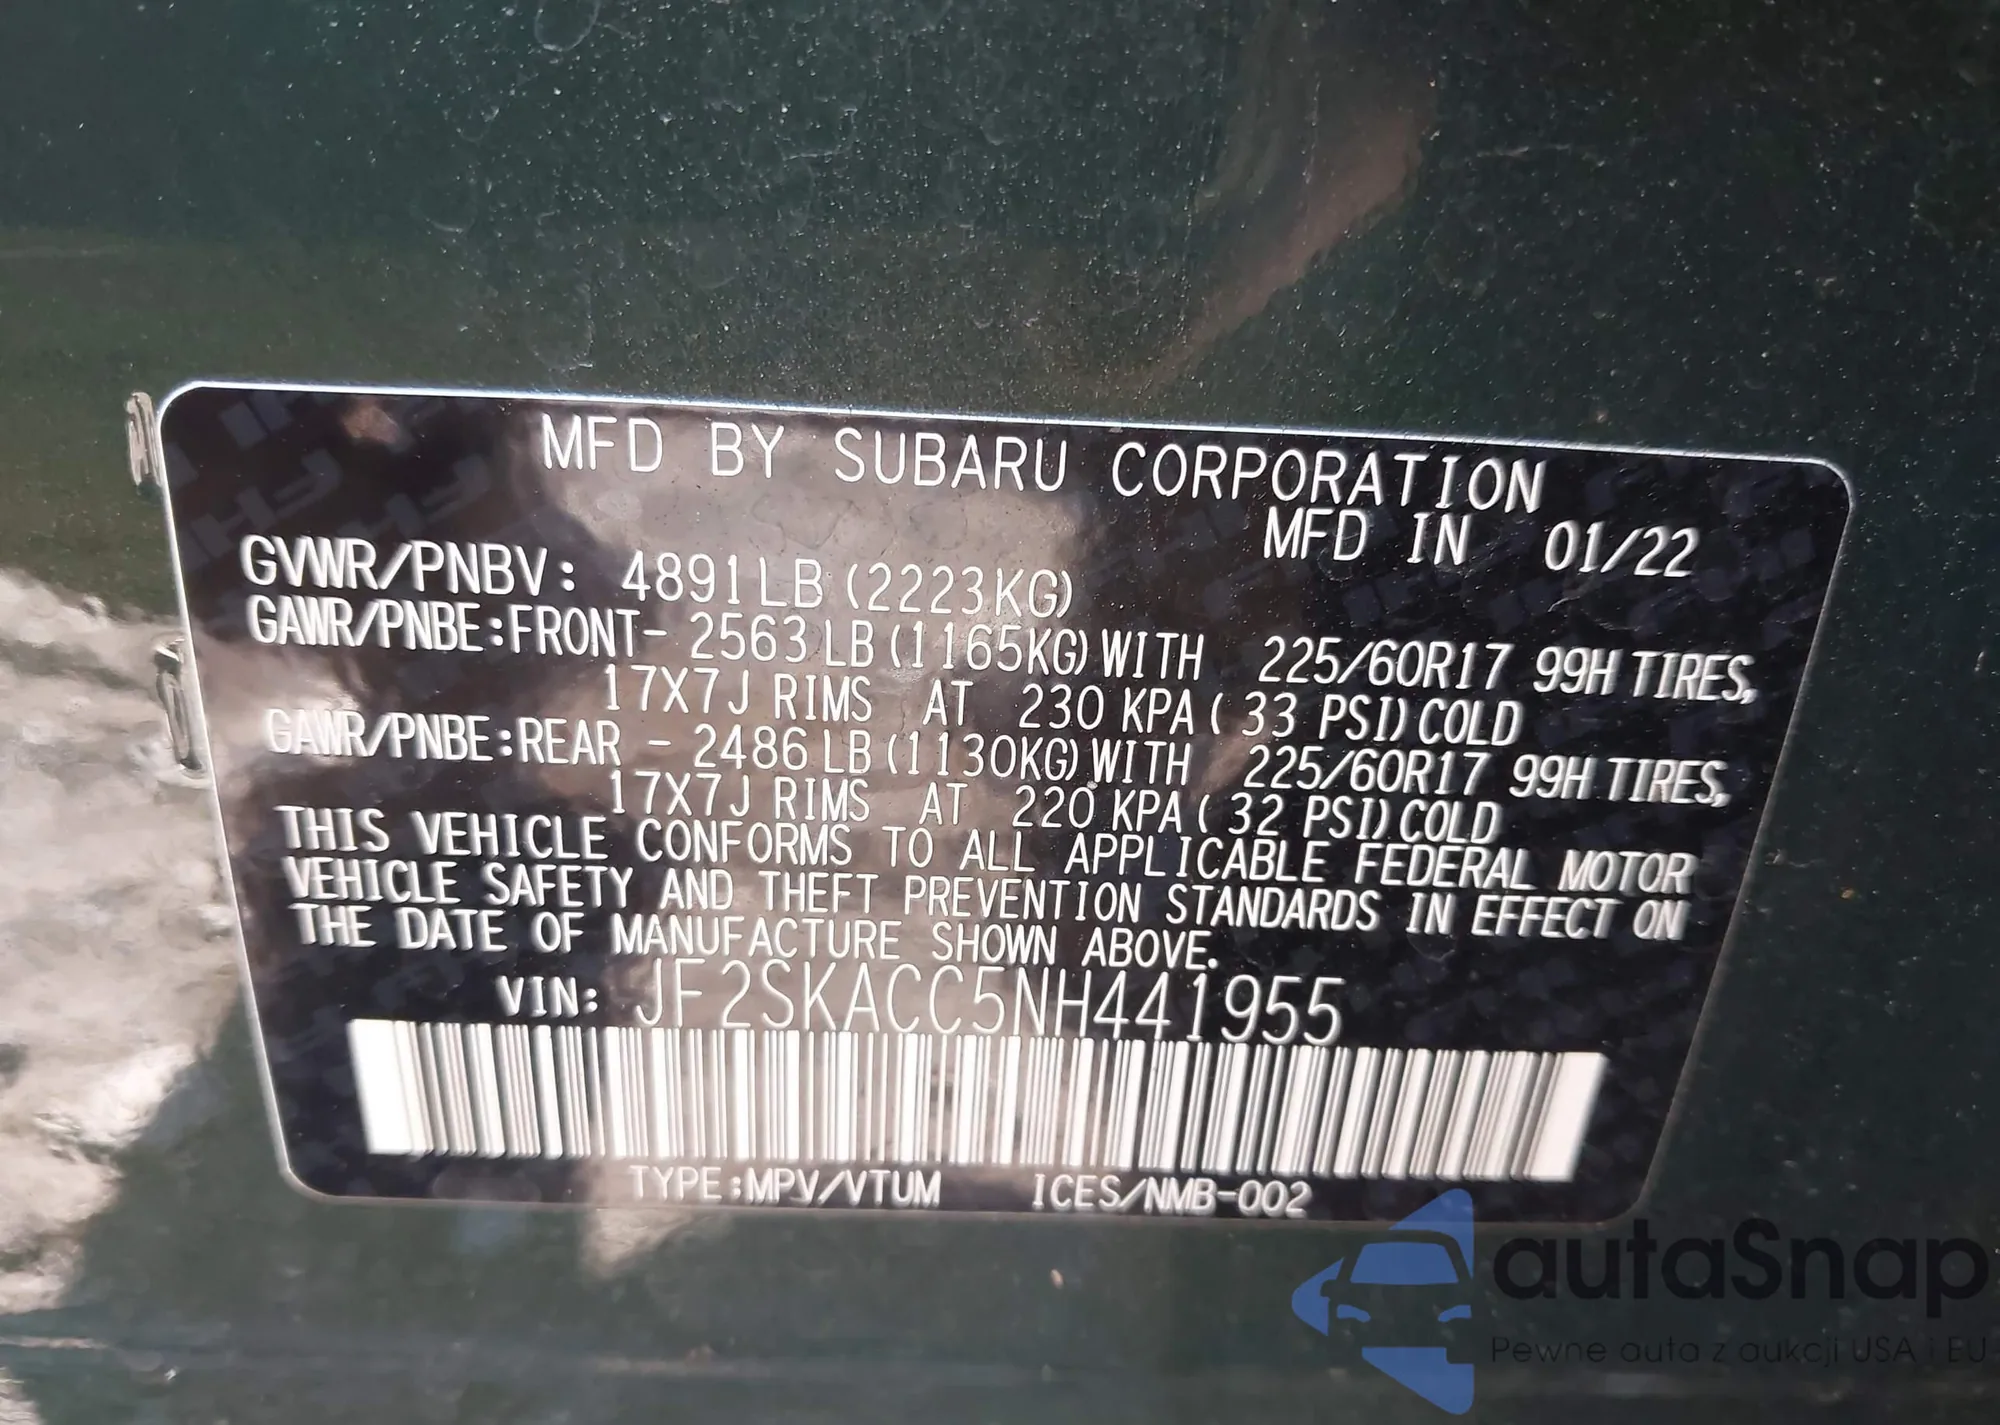 MFD BY SUBARU CORPORATION
MFD IN 01/22
GVWR/PNBV: 4891LB (2223KG)
GAWR/PNBE:FRONT- 2563 LB (1165KG) WITH 225/60R17 99H TIRES,
17X7J RIMS AT 230 KPA ( 33 PSI) COLD
GAWR/PNBE:REAR - 2486 LB (1130KG) WITH 225/60R17 99H TIRES,
17X7J RIMS AT 220 KPA ( 32 PSI) COLD
THIS VEHICLE CONFORMS TO ALL APPLICABLE FEDERAL MOTOR
VEHICLE SAFETY AND THEFT PREVENTION STANDARDS IN EFFECT ON
THE DATE OF MANUFACTURE SHOWN ABOVE.
VIN: JF2SKACC5NH441955
TYPE:MPV/VTUM ICES/NMB-002
autaSnap
Pewne auta z aukcji USA i EU